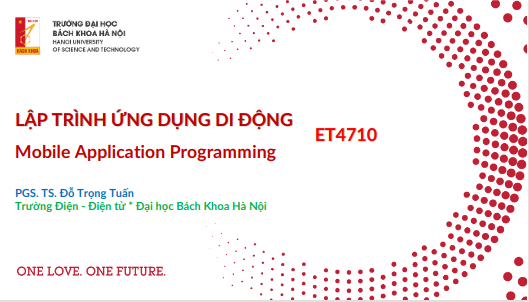 TRƯỜNG ĐẠI HỌC
BÁCH KHOA HÀ NỘI
HANOI UNIVERSITY
OF SCIENCE AND TECHNOLOGY
BÁCH KHOA
LẬP TRÌNH ỨNG DỤNG DI ĐỘNG
ET4710
Mobile Application Programming
PGS. TS. Đỗ Trọng Tuấn
Trường Điện - Điện tử * Đại học Bách Khoa Hà Nội
ONE LOVE. ONE FUTURE.